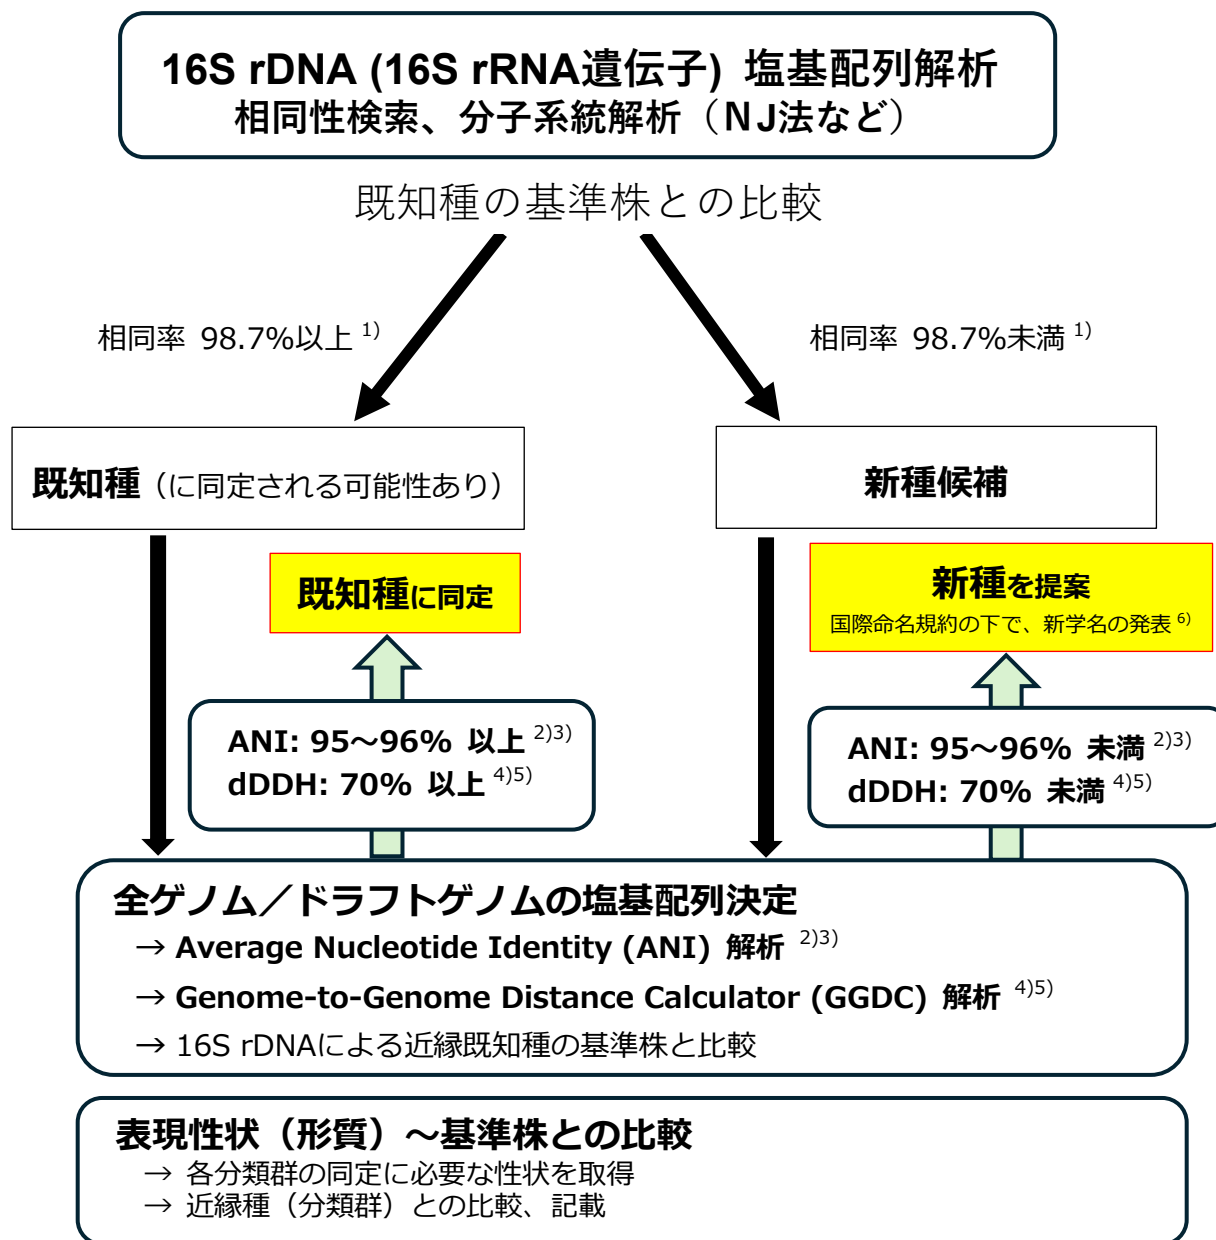 16S rDNA (16S rRNA遺伝子) 塩基配列解析
相同性検索、分子系統解析（ＮJ法など）
既知種の基準株との比較
相同率 98.7%以上 1)
相同率 98.7%未満 1)
既知種（に同定される可能性あり）
新種候補
既知種に同定
新種を提案
国際命名規約の下で、新学名の発表 6)
ANI: 95～96% 以上 2)3)
dDDH: 70% 以上 4)5)
ANI: 95～96% 未満 2)3)
dDDH: 70% 未満 4)5)
全ゲノム／ドラフトゲノムの塩基配列決定
→ Average Nucleotide Identity (ANI) 解析 2)3)
→ Genome-to-Genome Distance Calculator (GGDC) 解析 4)5)
→ 16S rDNAによる近縁既知種の基準株と比較
表現性状（形質）～基準株との比較
→ 各分類群の同定に必要な性状を取得
→ 近縁種（分類群）との比較、記載